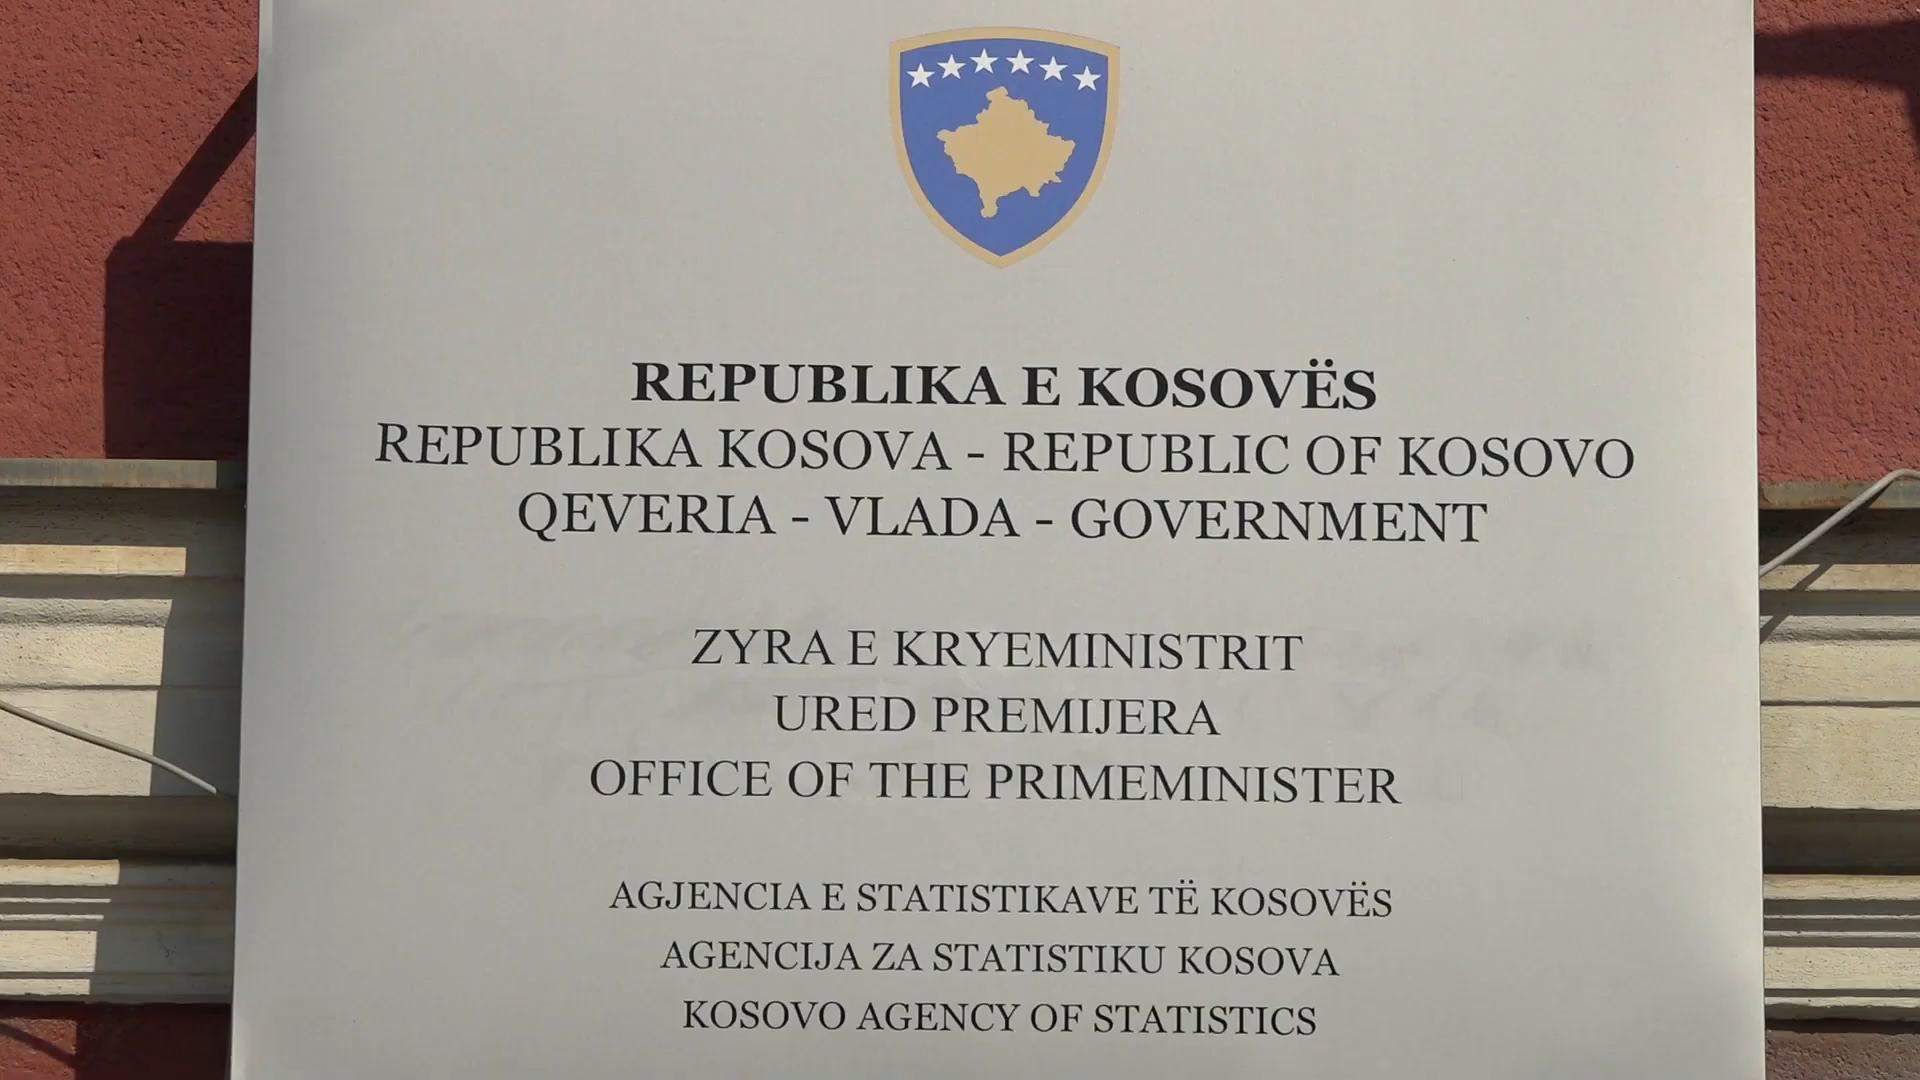 REPUBLIKA E KOSOVËS
REPUBLIKA KOSOVA - REPUBLIC OF KOSOVO
QEVERIA - VLADA - GOVERNMENT
ZYRA E KRYEMINISTRIT
URED PREMIJERA
OFFICE OF THE PRIMEMINISTER
AGJENCIA E STATISTIKAVE TË KOSOVËS
AGENCIJA ZA STATISTIKU KOSOVA
KOSOVO AGENCY OF STATISTICS